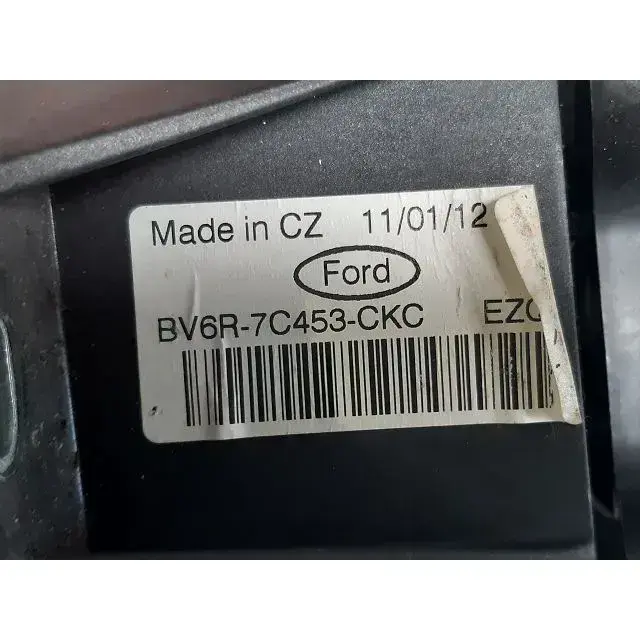 Made in CZ 11/01/12
Ford
BV6R-7C453-CKC